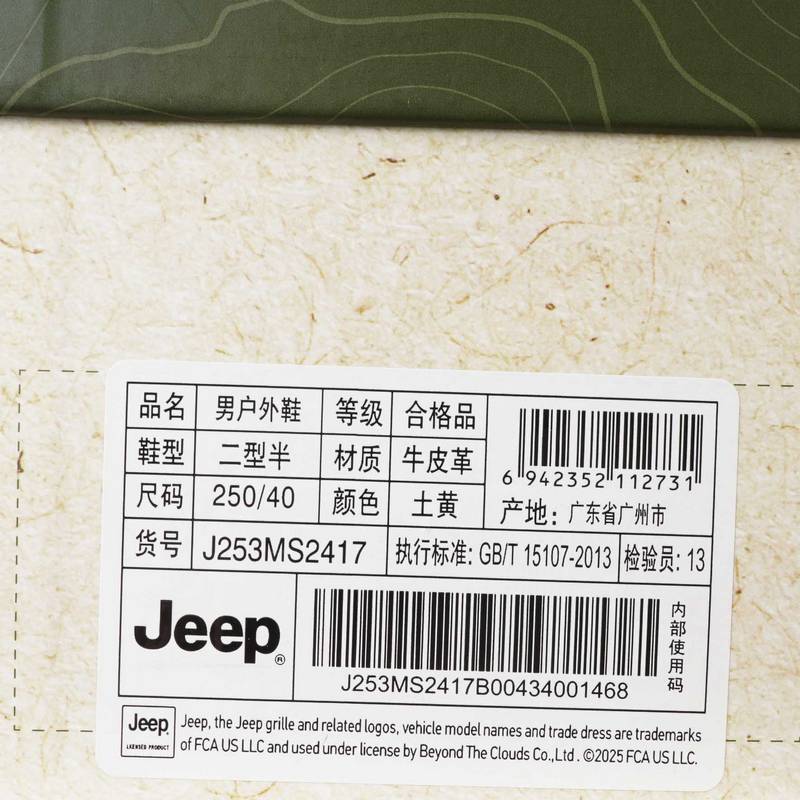 品名 男户外鞋 等级 合格品
鞋型 二型半 材质 牛皮革
6 942352 112731
尺码 250/40 颜色 土黄
产地: 广东省广州市
货号 J253MS2417 执行标准: GB/T 15107-2013 检验员: 13
Jeep®
J253MS2417B00434001468
内部使用码
Jeep®
LICENSED PRODUCT
Jeep, the Jeep grille and related logos, vehicle model names and trade dress are trademarks
of FCA US LLC and used under license by Beyond The Clouds Co.,Ltd . ©2025 FCA US LLC.